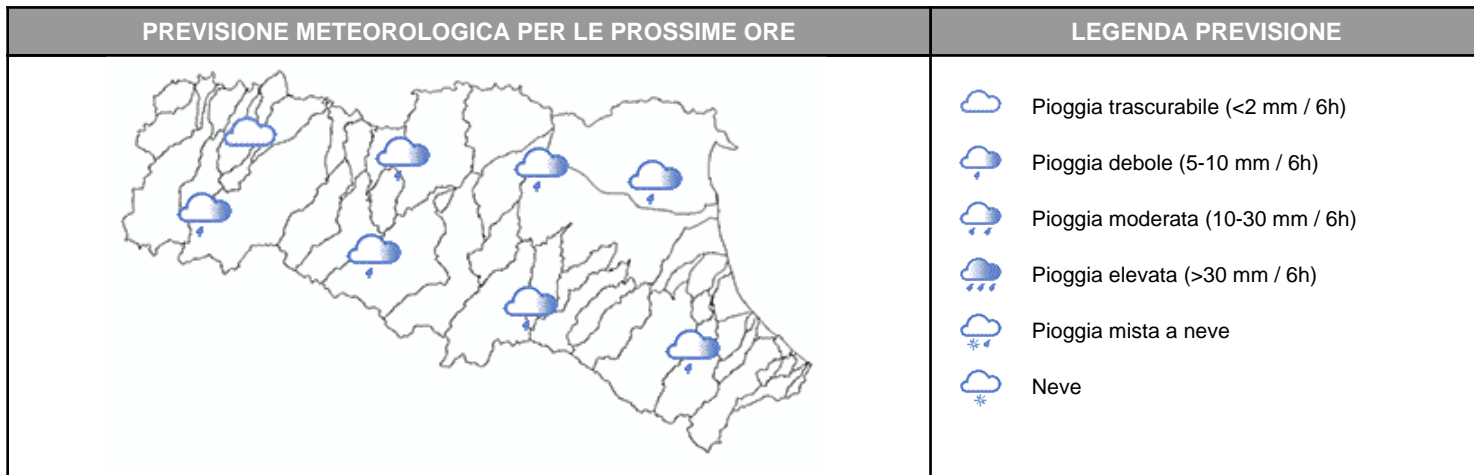 PREVISIONE METEOROLOGICA PER LE PROSSIME ORE
LEGENDA PREVISIONE
Pioggia trascurabile (<2 mm / 6h)
Pioggia debole (5-10 mm / 6h)
Pioggia moderata (10-30 mm / 6h)
Pioggia elevata (>30 mm / 6h)
Pioggia mista a neve
Neve